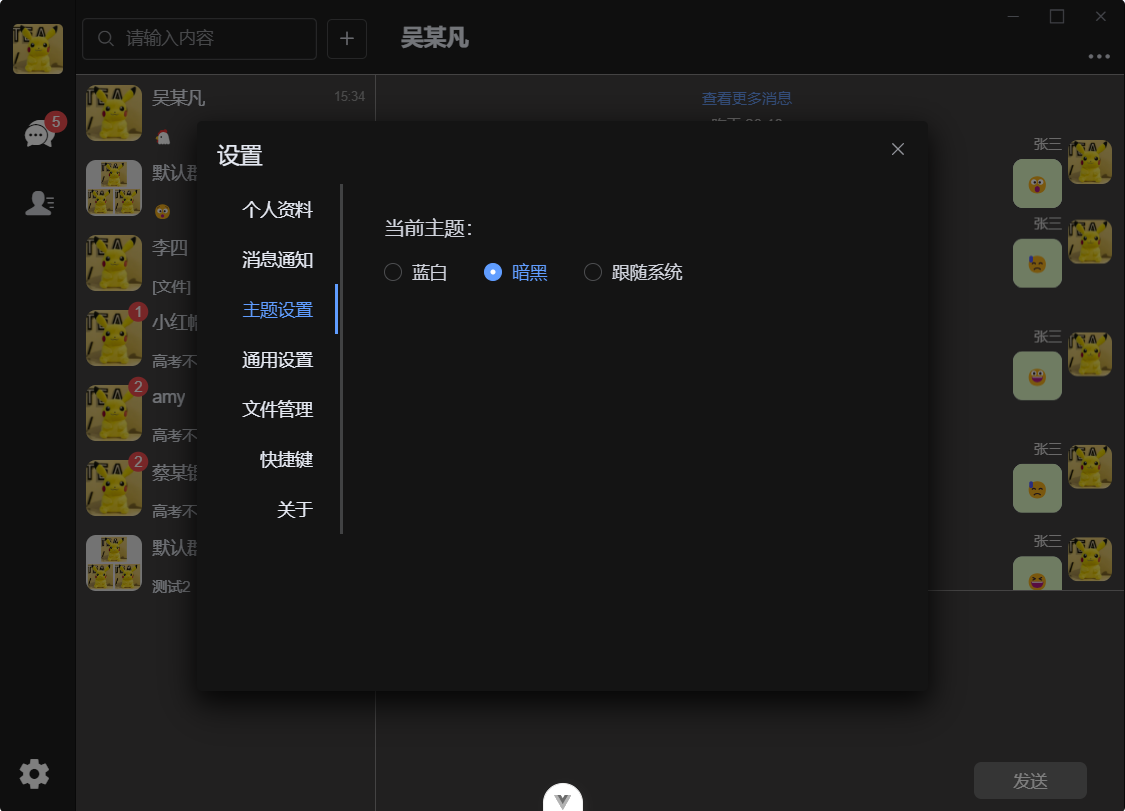 请输入内容
吴某凡
5
吴某凡 15:34
默认群
李四
[文件]
1
小红帽
高考不
2
amy
高考不
2
蔡某锟
高考不
默认群
测试2
查看更多消息
张三
张三
张三
张三
张三
设置
个人资料
消息通知
主题设置
通用设置
文件管理
快捷键
关于
当前主题：
蓝白
暗黑
跟随系统
发送